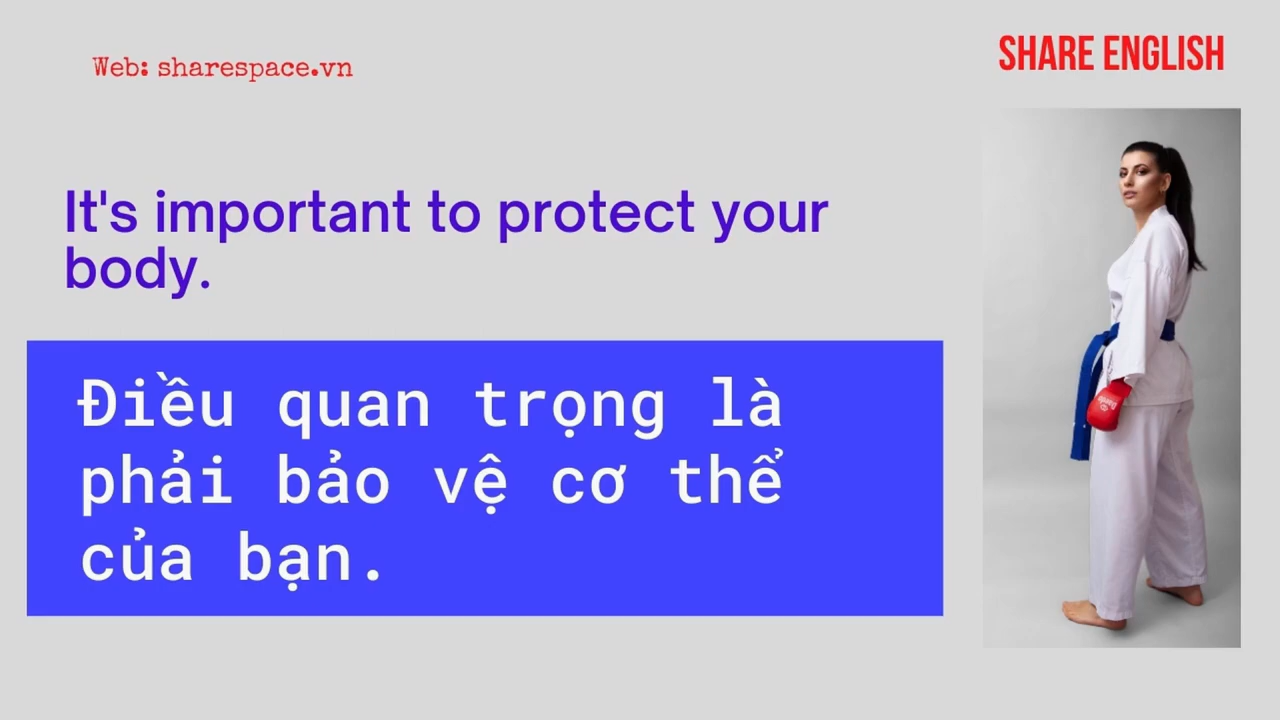 Web: sharespace.vn
SHARE ENGLISH
It's important to protect your
body.
Điều quan trọng là
phải bảo vệ cơ thể
của bạn.